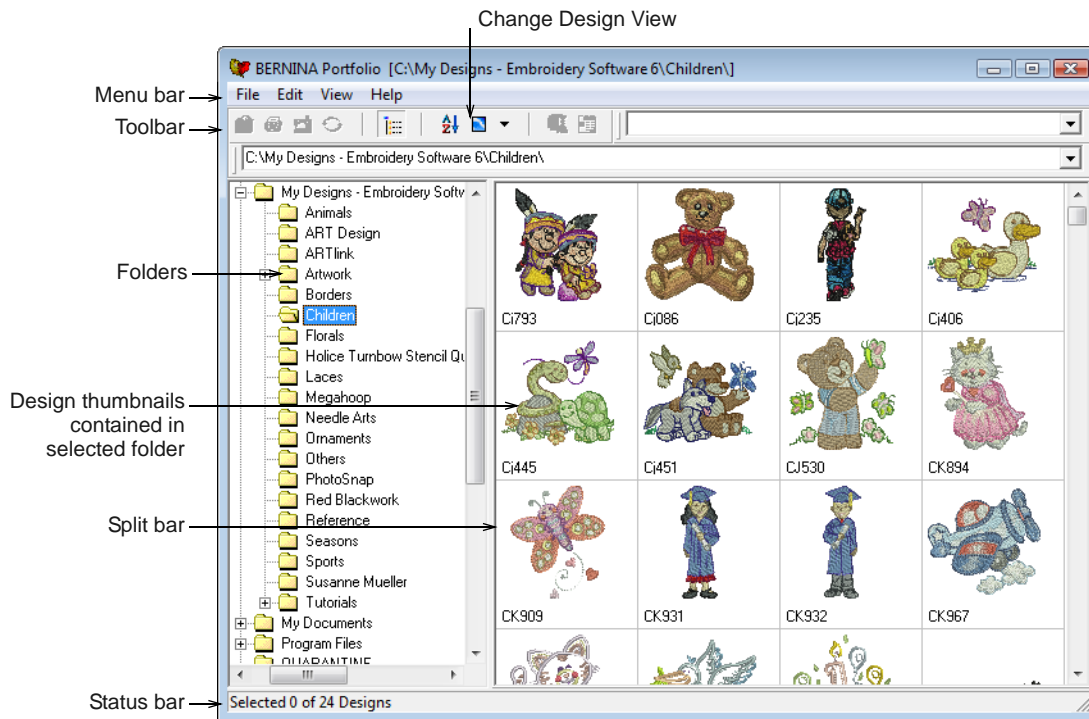 Change Design View
BERNINA Portfolio [C:\My Designs - Embroidery Software 6\Children\]
Menu bar
File Edit View Help
Toolbar
C:\My Designs - Embroidery Software 6\Children\
My Designs - Embroidery Softw
Animals
ART Design
ARTlink
Folders
Artwork
Borders
Children
Florals
Holice Turnbow Stencil Qu
Laces
Megahoop
Needle Arts
Ornaments
Others
PhotoSnap
Red Blackwork
Reference
Seasons
Sports
Susanne Mueller
Tutorials
My Documents
Program Files
QUARANTINE
Cj793 Cj086 Cj235 Cj406
Design thumbnails
contained in
selected folder
Cj445 Cj451 CJ530 CK894
Split bar
CK909 CK931 CK932 CK967
Status bar
Selected 0 of 24 Designs